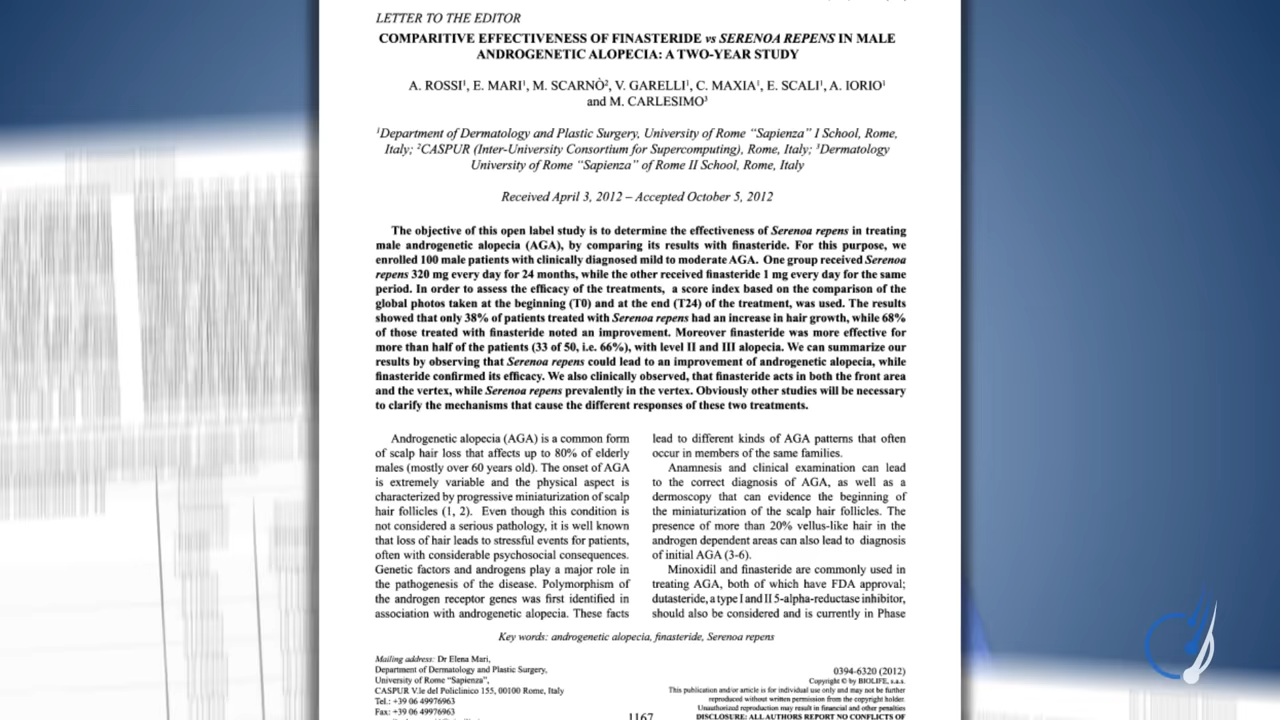 LETTER TO THE EDITOR
COMPARITIVE EFFECTIVENESS OF FINASTERIDE vs SERENOA REPENS IN MALE
ANDROGENETIC ALOPECIA: A TWO-YEAR STUDY
A. ROSSI¹, E. MARI¹, M. SCARNÒ², V. GARELLI¹, C. MAXIA¹, E. SCALI¹, A. IORIO¹
and M. CARLESIMO³
¹Department of Dermatology and Plastic Surgery, University of Rome “Sapienza” I School, Rome,
Italy; ²CASPUR (Inter-University Consortium for Supercomputing), Rome, Italy; ³Dermatology
University of Rome “Sapienza” of Rome II School, Rome, Italy
Received April 3, 2012 – Accepted October 5, 2012
The objective of this open label study is to determine the effectiveness of Serenoa repens in treating
male androgenetic alopecia (AGA), by comparing its results with finasteride. For this purpose, we
enrolled 100 male patients with clinically diagnosed mild to moderate AGA. One group received Serenoa
repens 320 mg every day for 24 months, while the other received finasteride 1 mg every day for the same
period. In order to assess the efficacy of the treatments, a score index based on the comparison of the
global photos taken at the beginning (T0) and at the end (T24) of the treatment, was used. The results
showed that only 38% of patients treated with Serenoa repens had an increase in hair growth, while 68%
of those treated with finasteride noted an improvement. Moreover finasteride was more effective for
more than half of the patients (33 of 50, i.e. 66%), with level II and III alopecia. We can summarize our
results by observing that Serenoa repens could lead to an improvement of androgenetic alopecia, while
finasteride confirmed its efficacy. We also clinically observed, that finasteride acts in both the front area
and the vertex, while Serenoa repens prevalently in the vertex. Obviously other studies will be necessary
to clarify the mechanisms that cause the different responses of these two treatments.
Androgenetic alopecia (AGA) is a common form
of scalp hair loss that affects up to 80% of elderly
males (mostly over 60 years old). The onset of AGA
is extremely variable and the physical aspect is
characterized by progressive miniaturization of scalp
hair follicles (1, 2). Even though this condition is
not considered a serious pathology, it is well known
that loss of hair leads to stressful events for patients,
often with considerable psychosocial consequences.
Genetic factors and androgens play a major role in
the pathogenesis of the disease. Polymorphism of
the androgen receptor genes was first identified in
association with androgenetic alopecia. These facts
lead to different kinds of AGA patterns that often
occur in members of the same families.
Anamnesis and clinical examination can lead
to the correct diagnosis of AGA, as well as a
dermoscopy that can evidence the beginning of
the miniaturization of the scalp hair follicles. The
presence of more than 20% vellus-like hair in the
androgen dependent areas can also lead to diagnosis
of initial AGA (3-6).
Minoxidil and finasteride are commonly used in
treating AGA, both of which have FDA approval;
dutasteride, a type I and II 5-alpha-reductase inhibitor,
should also be considered and is currently in Phase
Key words: androgenetic alopecia, finasteride, Serenoa repens
Mailing address: Dr Elena Mari,
Department of Dermatology and Plastic Surgery,
University of Rome “Sapienza”,
CASPUR V.le del Policlinico 155, 00100 Rome, Italy
Tel.: +39 06 49976963
Fax: +39 06 49976963
1167
0394-6320 (2012)
Copyright © by BIOLIFE, s.a.s.
This publication and/or article is for individual use only and may not be further
reproduced without written permission from the copyright holder.
Unauthorized reproduction may result in financial and other penalties
DISCLOSURE: ALL AUTHORS REPORT NO CONFLICTS OF